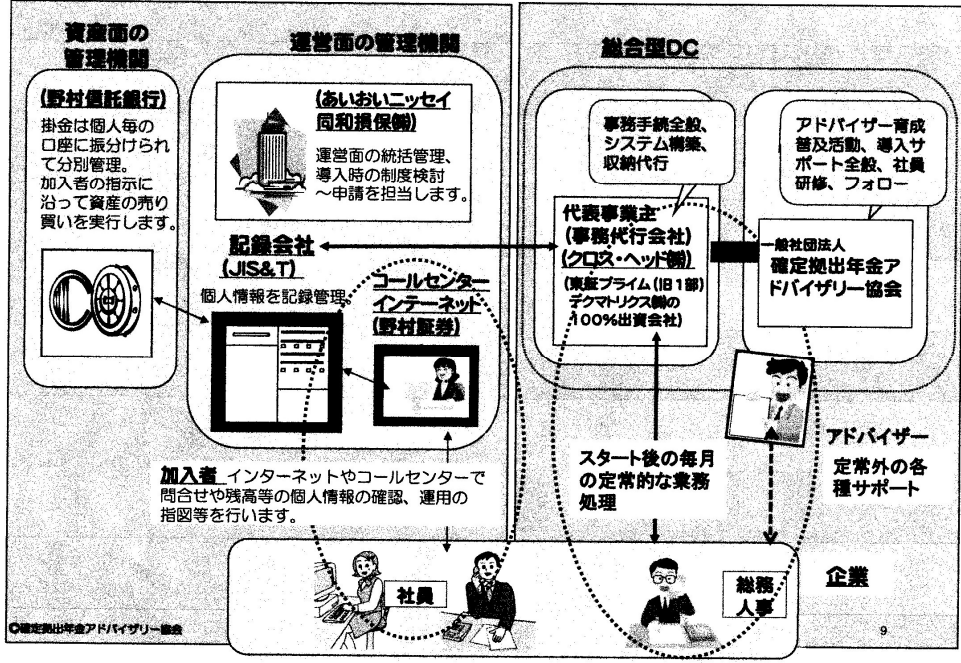 資産面の
管理機関
(野村信託銀行)
掛金は個人毎の
口座に振分けられ
て分別管理。
加入者の指示に
沿って資産の売り
買いを実行します。
運営面の管理機関
(あいおいニッセイ
同和損保㈱)
運営面の統括管理、
導入時の制度検討
～申請を担当します。
記録会社
(JIS&T)
個人情報を記録管理
コールセンター
インターネット
(野村証券)
加入者 インターネットやコールセンターで
問合せや残高等の個人情報の確認、運用の
指図等を行います。
総合型DC
事務手続全般、
システム構築、
収納代行
アドバイザー育成
普及活動、導入サ
ポート全般、社員
研修、フォロー
代表事業主
(事務代行会社)
(クロス・ヘッド㈱)
(東証プライム(旧1部)
テクマトリクス㈱の
100%出資会社)
一般社団法人
確定拠出年金ア
ドバイザリー協会
スタート後の毎月
の定常的な業務
処理
アドバイザー
定常外の各
種サポート
社員
総務
人事
企業
©確定拠出年金アドバイザリー協会
9